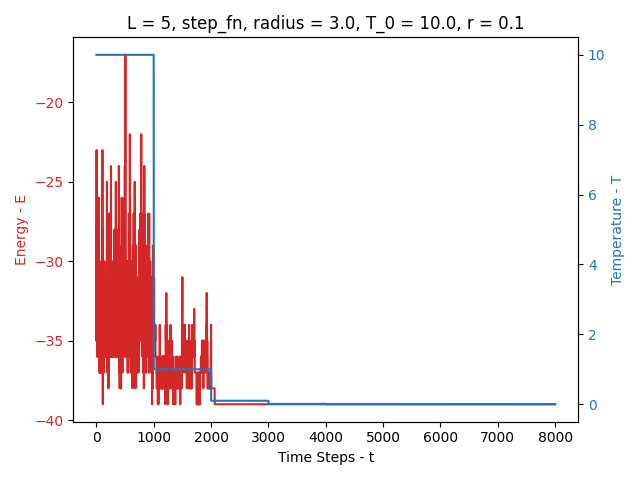 L = 5, step_fn, radius = 3.0, T_0 = 10.0, r = 0.1
Energy - E
−20
−25
−30
−35
−40
10
8
6
4
2
0
Temperature - T
0 1000 2000 3000 4000 5000 6000 7000 8000
Time Steps - t